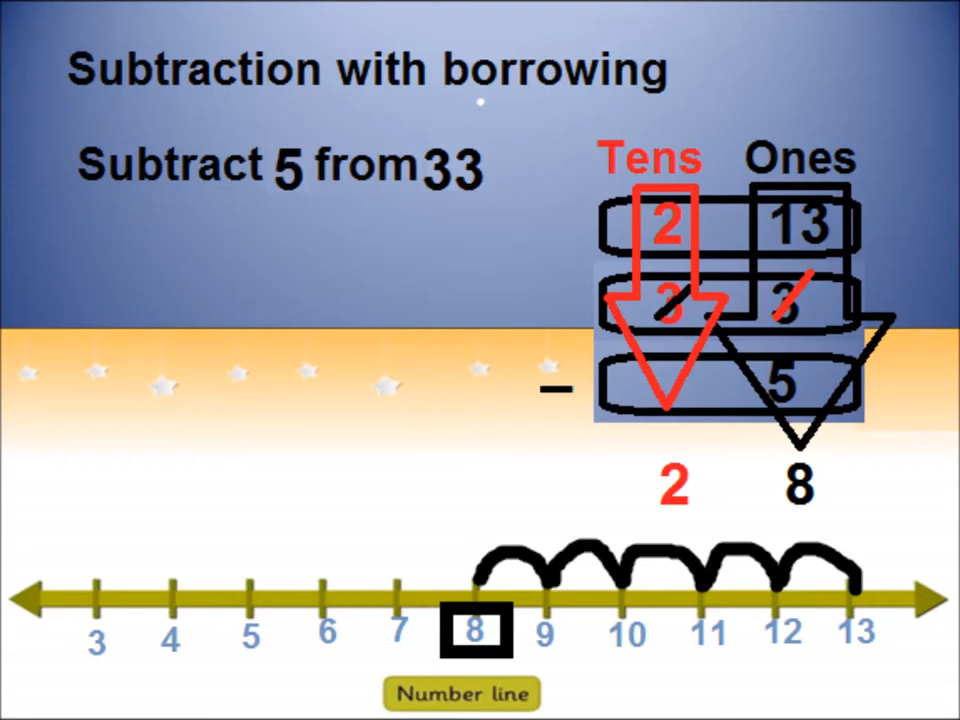 Subtraction with borrowing
Subtract 5 from 33
Tens Ones
2 13
3 3
– 5
2 8
3 4 5 6 7 8 9 10 11 12 13
Number line